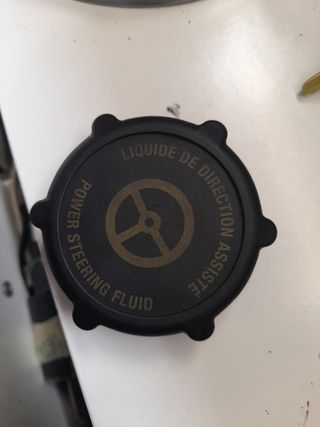 LIQUIDE DE DIRECTION ASSISTÉ
POWER STEERING FLUID